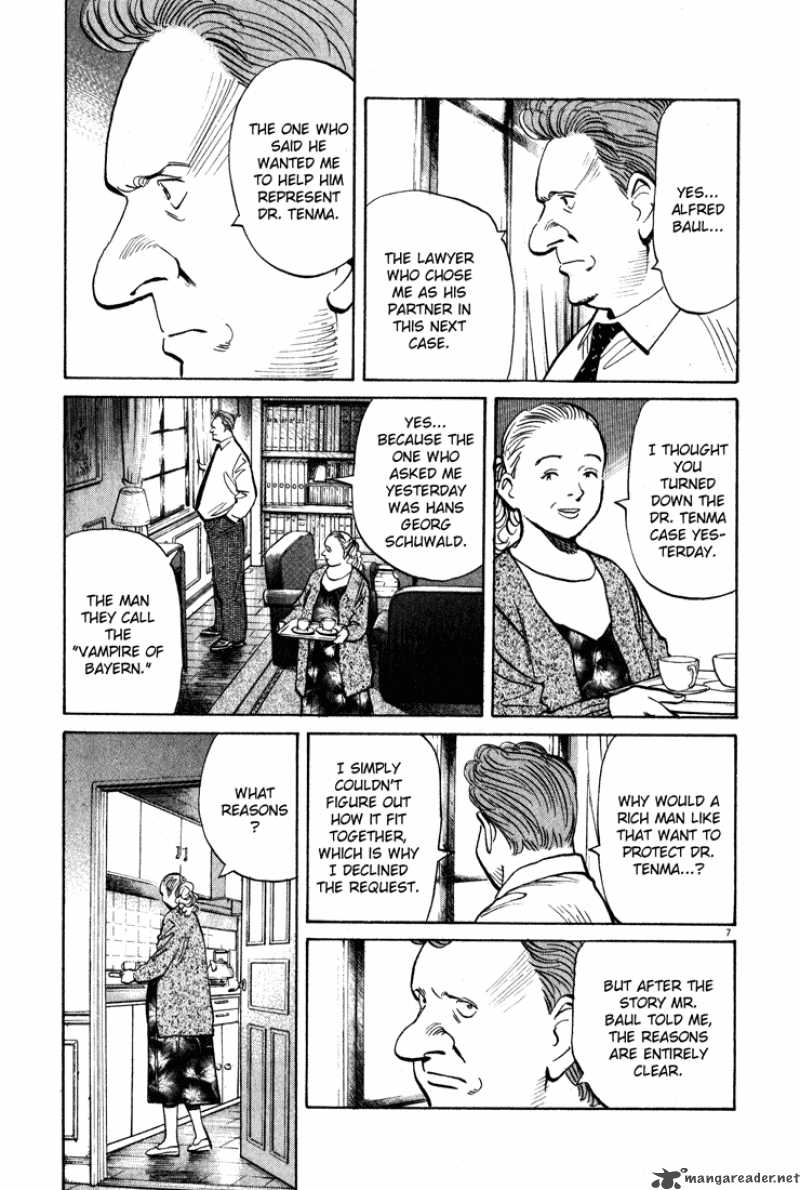 YES...
ALFRED
BAUL...
THE LAWYER
WHO CHOSE
ME AS HIS
PARTNER IN
THIS NEXT
CASE.
THE ONE WHO
SAID HE
WANTED ME
TO HELP HIM
REPRESENT
DR. TENMA.
I THOUGHT
YOU
TURNED
DOWN THE
DR. TENMA
CASE YES-
TERDAY.
YES...
BECAUSE THE
ONE WHO
ASKED ME
YESTERDAY
WAS HANS
GEORG
SCHUWALD.
THE MAN
THEY CALL
THE
"VAMPIRE OF
BAYERN."
WHY WOULD A
RICH MAN LIKE
THAT WANT TO
PROTECT DR.
TENMA...?
I SIMPLY
COULDN'T
FIGURE OUT
HOW IT FIT
TOGETHER,
WHICH IS WHY
I DECLINED
THE REQUEST.
7
BUT AFTER THE
STORY MR.
BAUL TOLD ME,
THE REASONS
ARE ENTIRELY
CLEAR.
WHAT
REASONS
?
mangareader.net